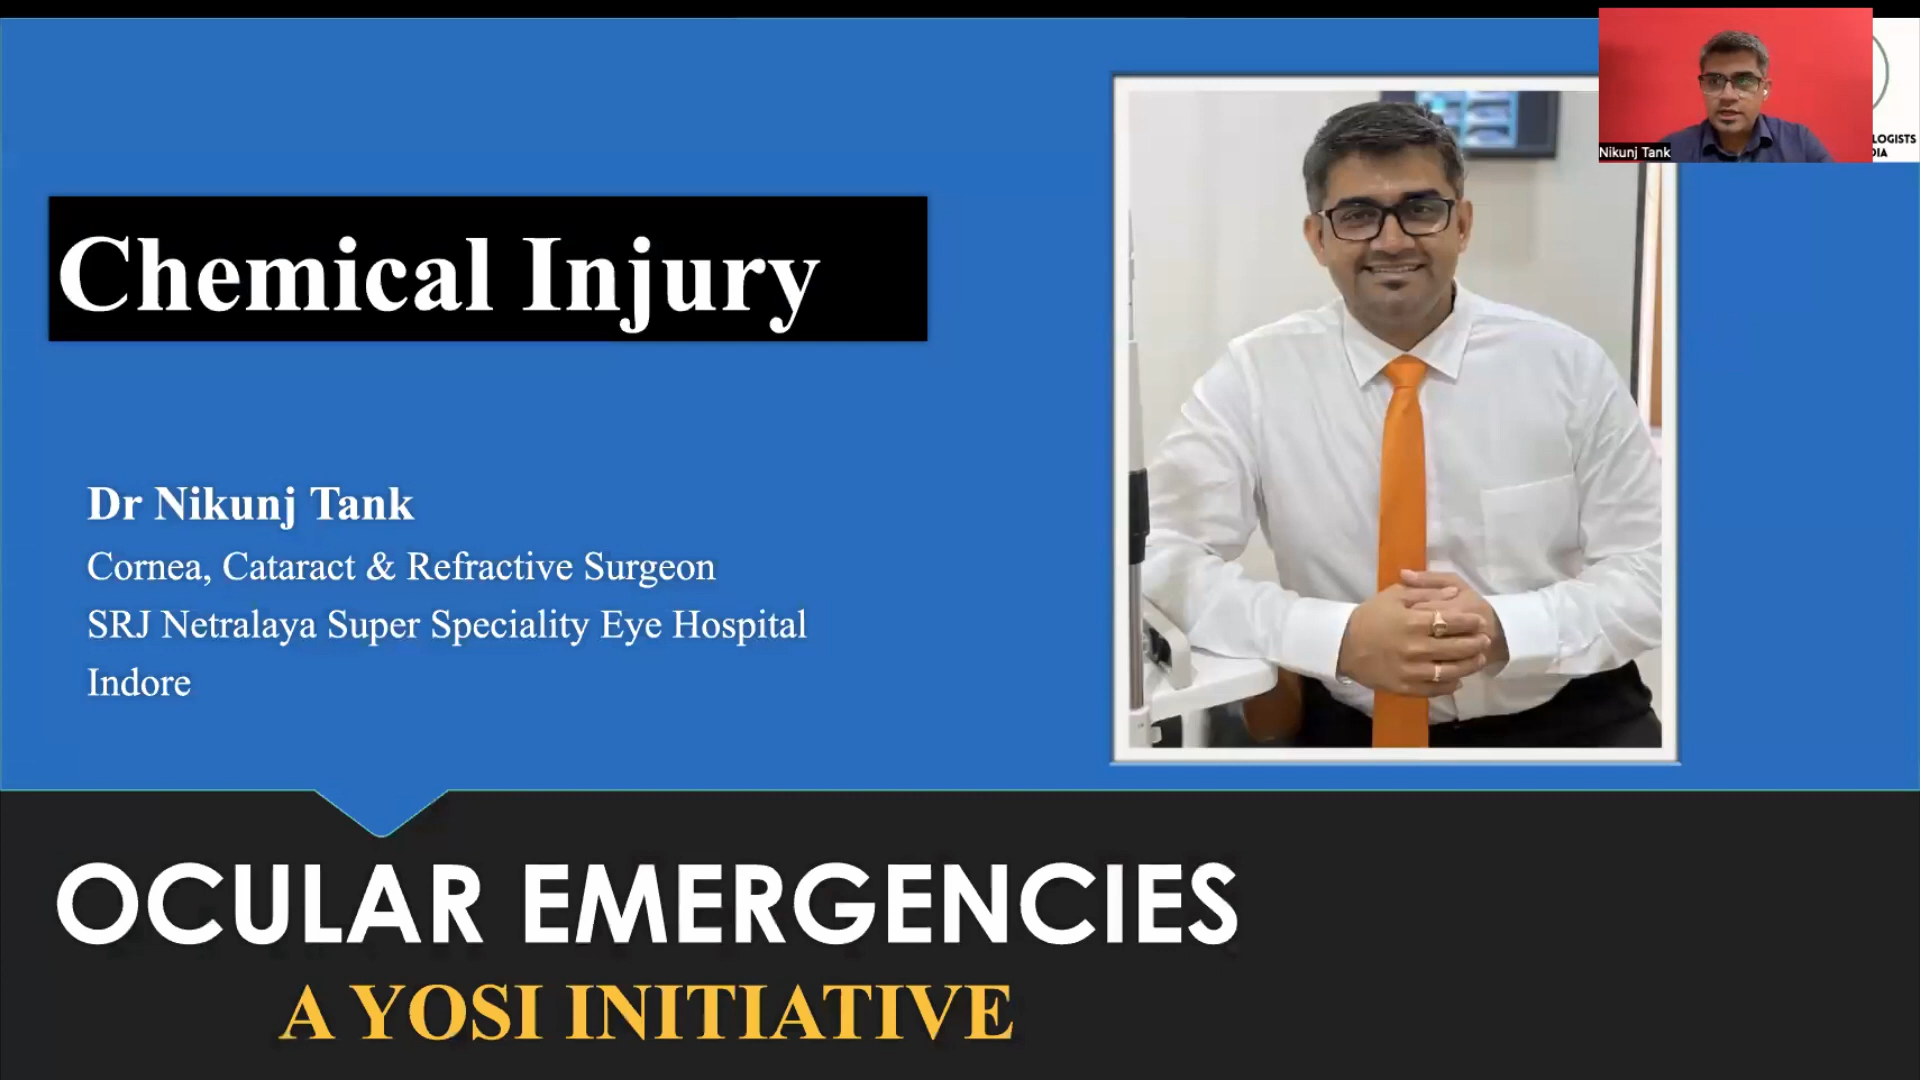 Chemical Injury
Dr Nikunj Tank
Cornea, Cataract & Refractive Surgeon
SRJ Netralaya Super Speciality Eye Hospital
Indore
OCULAR EMERGENCIES
A YOSI INITIATIVE
Nikunj Tank